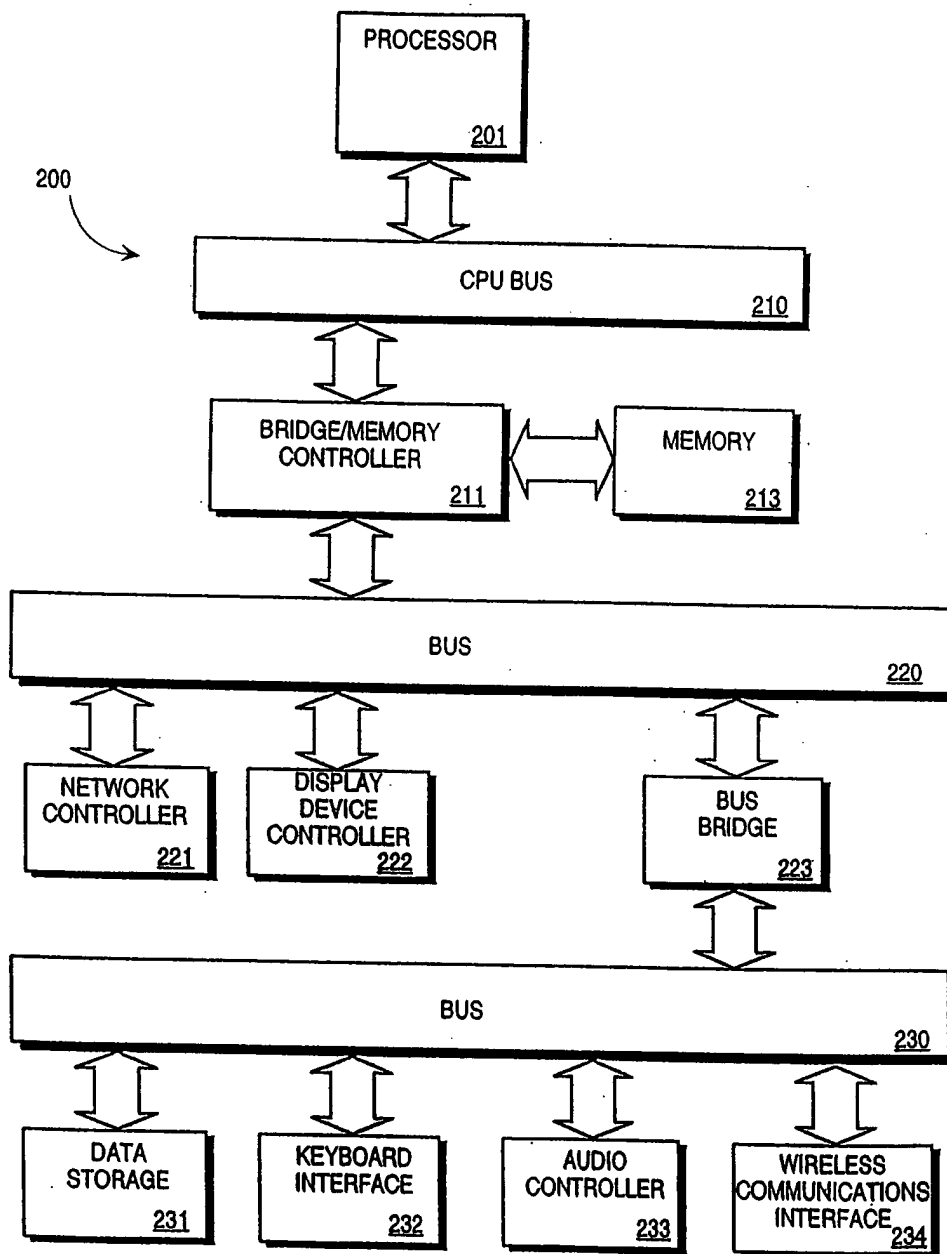 PROCESSOR
201
200
CPU BUS
210
BRIDGE/MEMORY
CONTROLLER
211
MEMORY
213
BUS
220
NETWORK
CONTROLLER
221
DISPLAY
DEVICE
CONTROLLER
222
BUS
BRIDGE
223
BUS
230
DATA
STORAGE
231
KEYBOARD
INTERFACE
232
AUDIO
CONTROLLER
233
WIRELESS
COMMUNICATIONS
INTERFACE
234